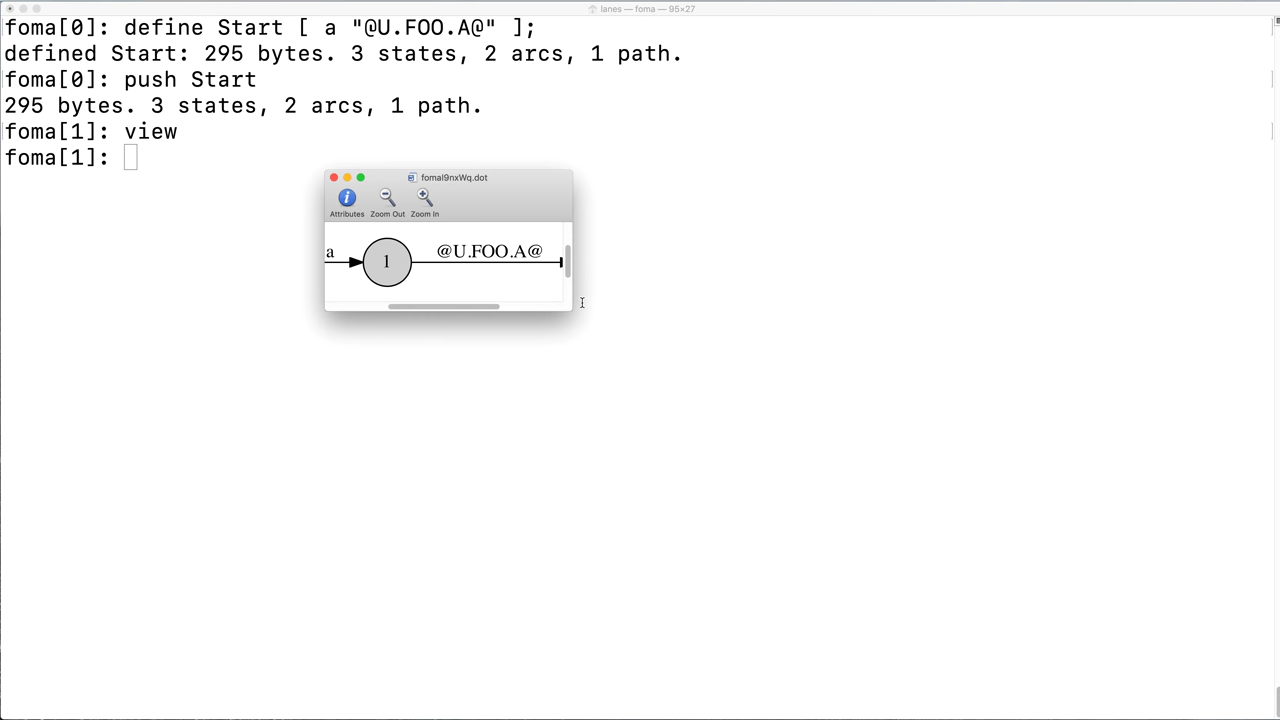 lanes — foma — 95×27
foma[0]: define Start [ a "@U.FOO.A@" ];
defined Start: 295 bytes. 3 states, 2 arcs, 1 path.
foma[0]: push Start
295 bytes. 3 states, 2 arcs, 1 path.
foma[1]: view
foma[1]:
fomaI9nxWq.dot
Attributes Zoom Out Zoom In
a @U.FOO.A@
1